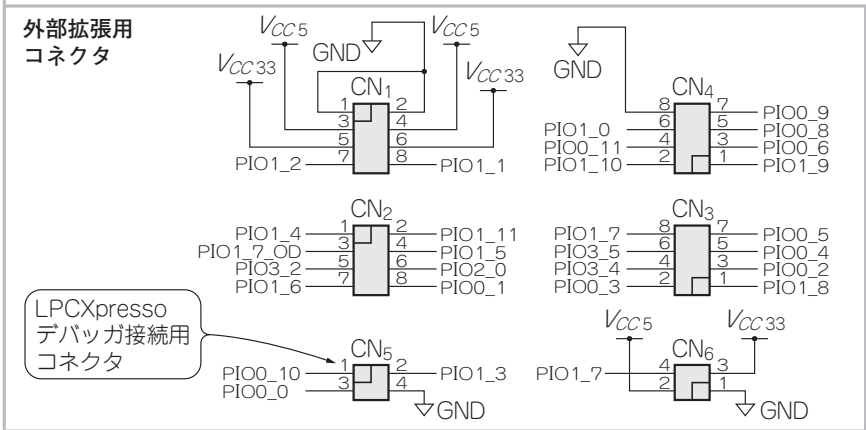 外部拡張用
コネクタ
VCC5
GND
VCC5
VCC33
VCC33
CN1
1 2
3 4
5 6
PIO1_2 7 8 PIO1_1
GND
CN4
8 7 PIO0_9
PIO1_0 6 5 PIO0_8
PIO0_11 4 3 PIO0_6
PIO1_10 2 1 PIO1_9
CN2
PIO1_4 1 2 PIO1_11
PIO1_7_OD 3 4 PIO1_5
PIO3_2 5 6 PIO2_0
PIO1_6 7 8 PIO0_1
CN3
PIO1_7 8 7 PIO0_5
PIO3_5 6 5 PIO0_4
PIO3_4 4 3 PIO0_2
PIO0_3 2 1 PIO1_8
LPCXpresso
デバッガ接続用
コネクタ
CN5
PIO0_10 1 2 PIO1_3
PIO0_0 3 4
GND
VCC5
VCC33
CN6
PIO1_7 4 3
2 1
GND